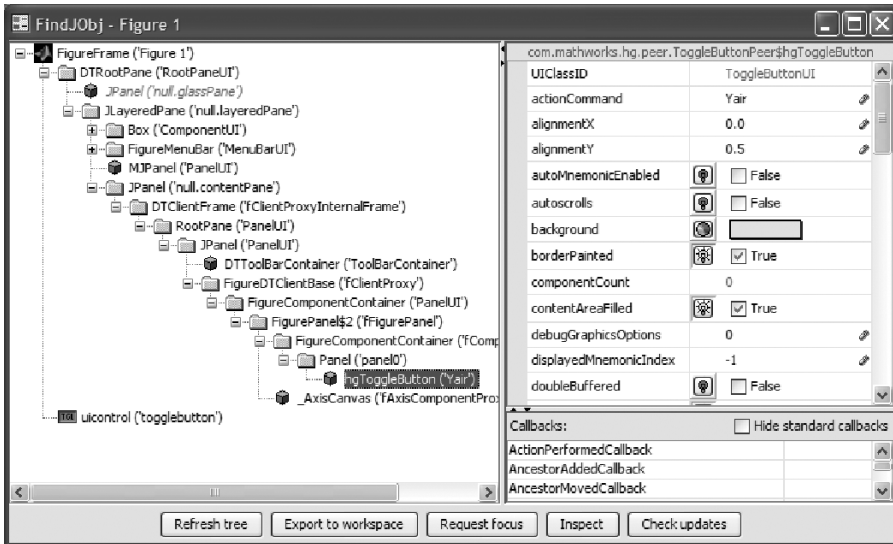 FindJObj - Figure 1
FigureFrame ('Figure 1')
DTRootPane ('RootPaneUI')
JPanel ('null.glassPane')
JLayeredPane ('null.layeredPane')
Box ('ComponentUI')
FigureMenuBar ('MenuBarUI')
MJPanel ('PanelUI')
JPanel ('null.contentPane')
DTClientFrame ('fClientProxyInternalFrame')
RootPane ('PanelUI')
JPanel ('PanelUI')
DTToolBarContainer ('ToolBarContainer')
FigureDTClientBase ('fClientProxy')
FigureComponentContainer ('PanelUI')
FigurePanel$2 ('fFigurePanel')
FigureComponentContainer ('fComp
Panel ('panel0')
hgToggleButton ('Yair')
_AxisCanvas ('fAxisComponentPro
TGL uicontrol ('togglebutton')
com.mathworks.hg.peer.ToggleButtonPeer$hgToggleButton
UIClassID ToggleButtonUI
actionCommand Yair
alignmentX 0.0
alignmentY 0.5
autoMnemonicEnabled False
autoscrolls False
background
borderPainted True
componentCount 0
contentAreaFilled True
debugGraphicsOptions 0
displayedMnemonicIndex -1
doubleBuffered False
Callbacks: Hide standard callbacks
ActionPerformedCallback
AncestorAddedCallback
AncestorMovedCallback
Refresh tree Export to workspace Request focus Inspect Check updates